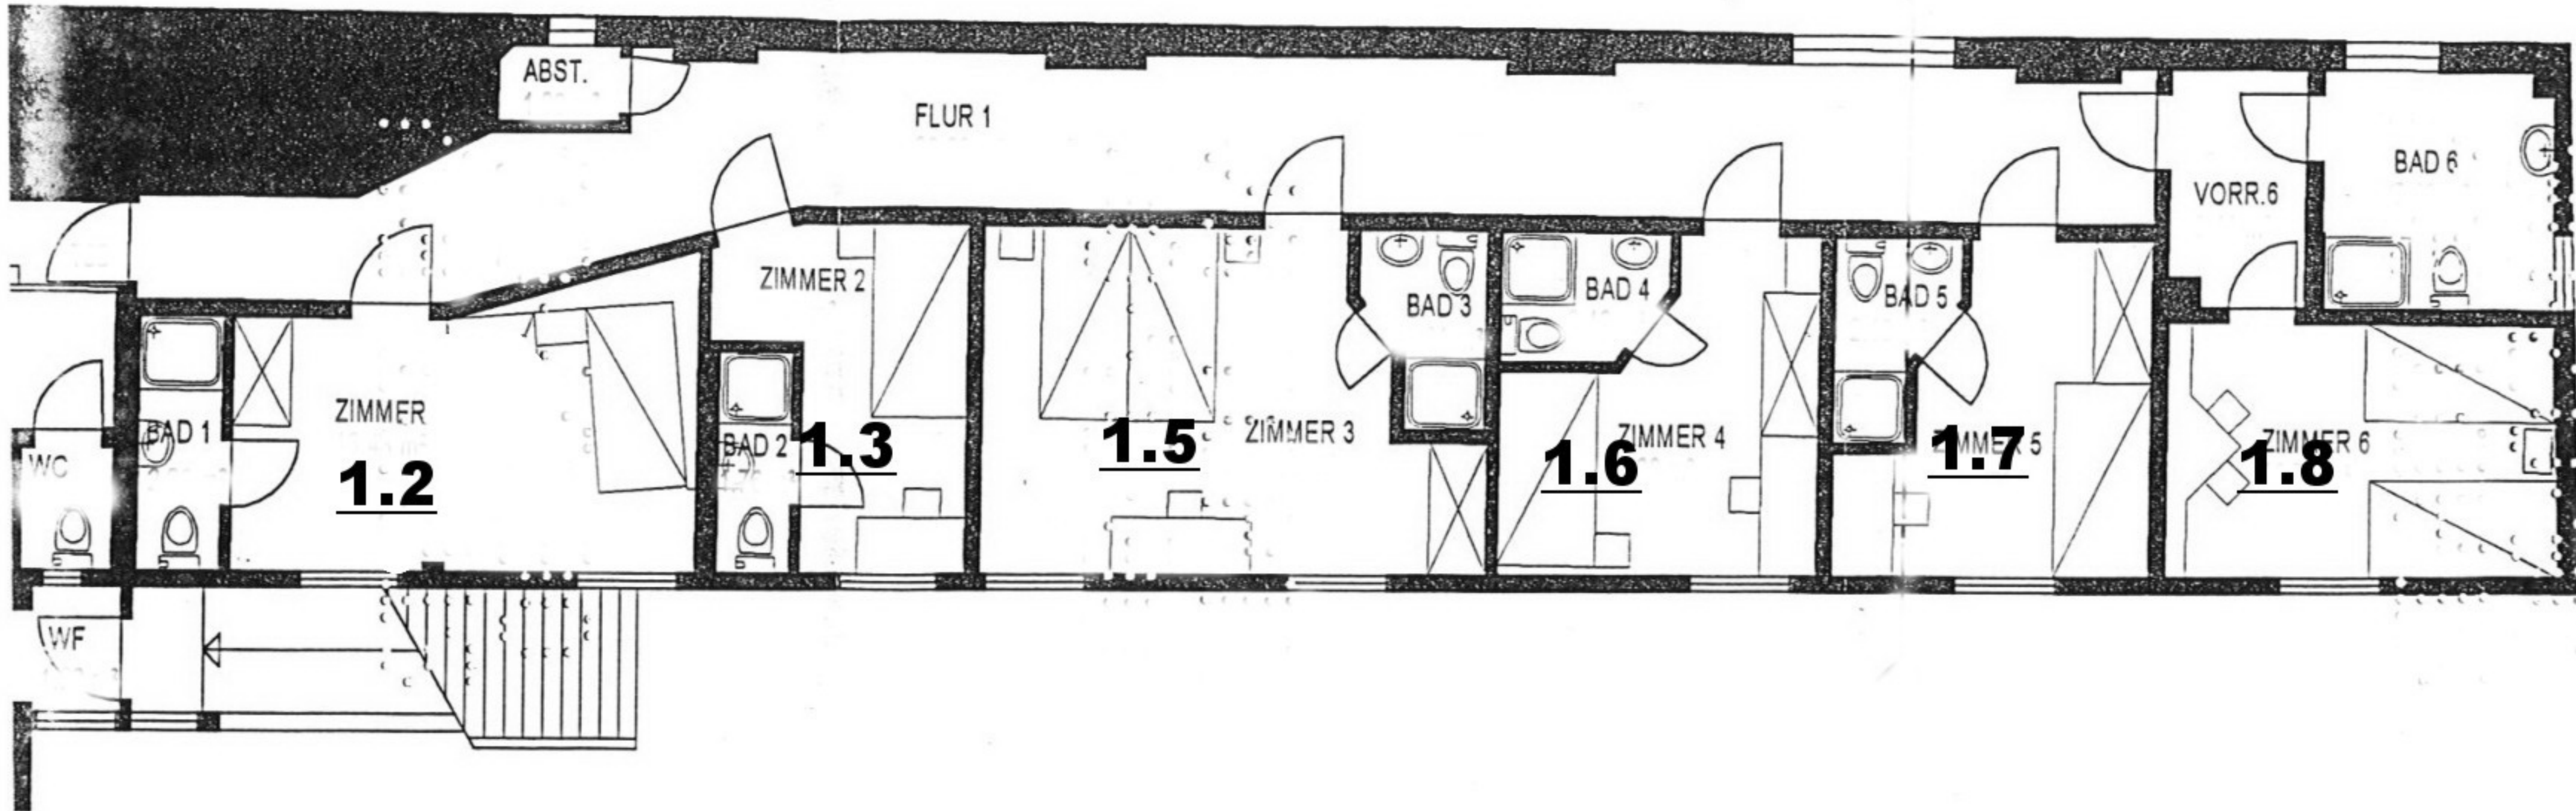 ABST.
FLUR 1
BAD 6
VORR.6
ZIMMER 2
BAD 3
BAD 4
BAD 5
ZIMMER
BAD 1
BAD 2
ZIMMER 3
ZIMMER 4
ZIMMER 5
ZIMMER 6
WC
1.2
1.3
1.5
1.6
1.7
1.8
WF